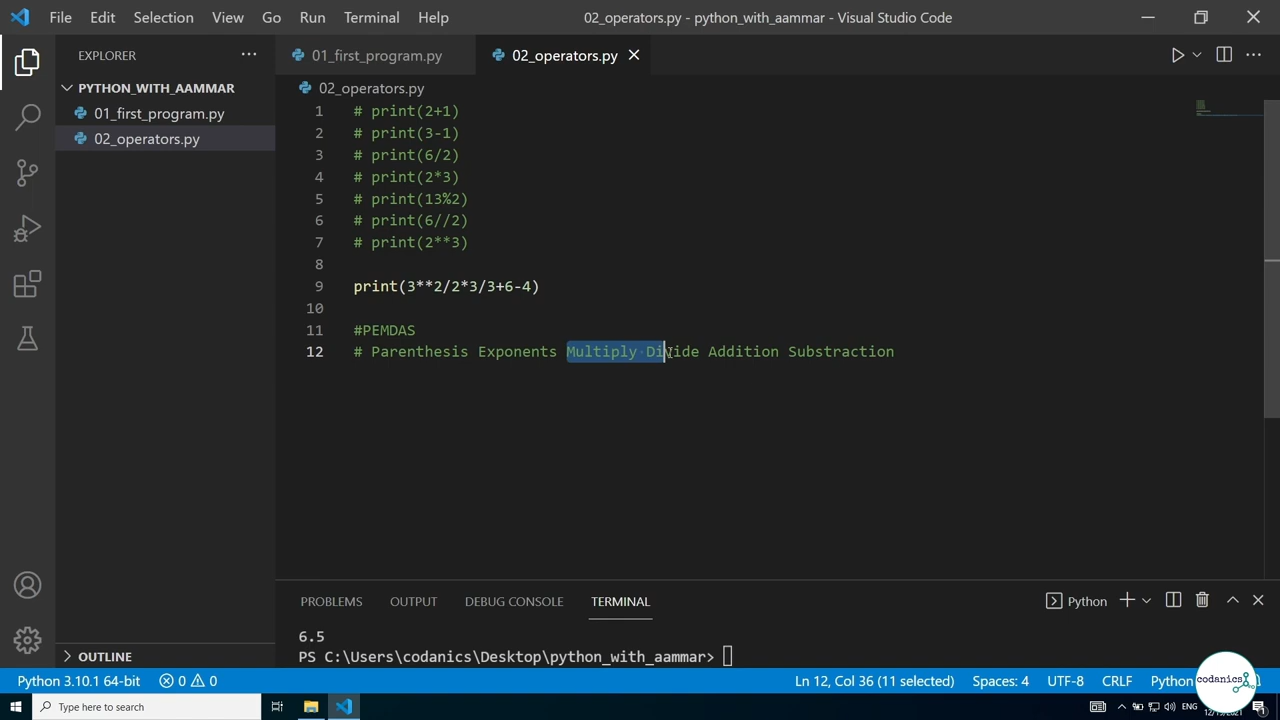 File Edit Selection View Go Run Terminal Help
02_operators.py - python_with_aammar - Visual Studio Code
EXPLORER
PYTHON_WITH_AAMMAR
01_first_program.py
02_operators.py
OUTLINE
01_first_program.py
02_operators.py
02_operators.py
1 # print(2+1)
2 # print(3-1)
3 # print(6/2)
4 # print(2*3)
5 # print(13%2)
6 # print(6//2)
7 # print(2**3)
8
9 print(3**2/2*3/3+6-4)
10
11 #PEMDAS
12 # Parenthesis Exponents Multiply Divide Addition Substraction
PROBLEMS OUTPUT DEBUG CONSOLE TERMINAL
Python
6.5
PS C:\Users\codanics\Desktop\python_with_aammar>
Python 3.10.1 64-bit 0 0
Ln 12, Col 36 (11 selected) Spaces: 4 UTF-8 CRLF Python
codanics
Type here to search
ENG